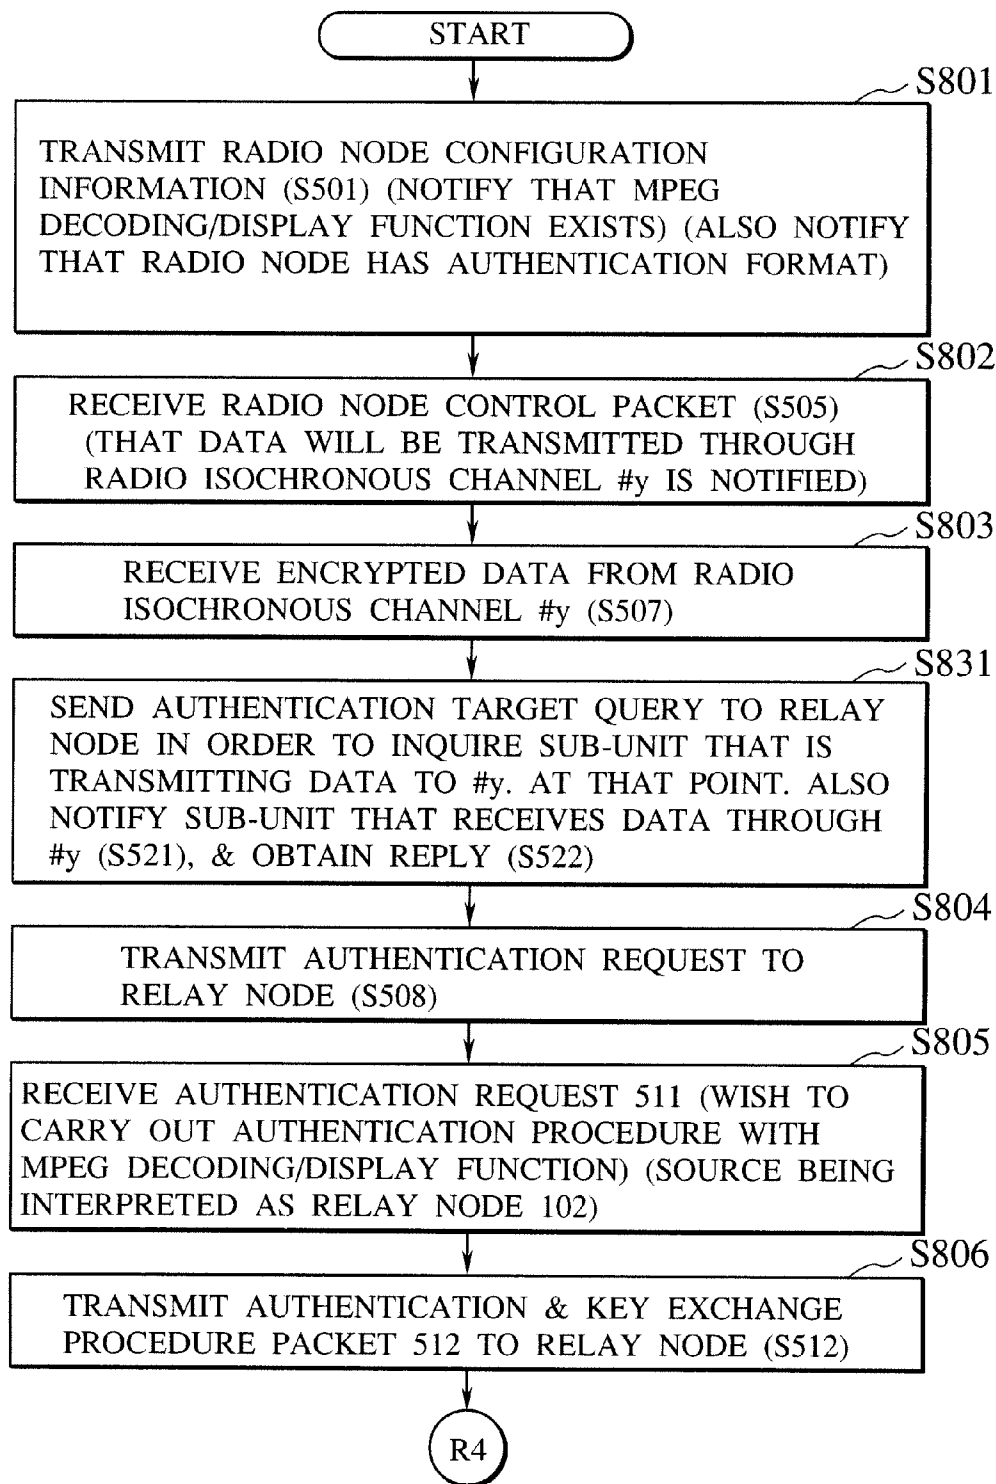 START
S801
TRANSMIT RADIO NODE CONFIGURATION
INFORMATION (S501) (NOTIFY THAT MPEG
DECODING/DISPLAY FUNCTION EXISTS) (ALSO NOTIFY
THAT RADIO NODE HAS AUTHENTICATION FORMAT)
S802
RECEIVE RADIO NODE CONTROL PACKET (S505)
(THAT DATA WILL BE TRANSMITTED THROUGH
RADIO ISOCHRONOUS CHANNEL #y IS NOTIFIED)
S803
RECEIVE ENCRYPTED DATA FROM RADIO
ISOCHRONOUS CHANNEL #y (S507)
S831
SEND AUTHENTICATION TARGET QUERY TO RELAY
NODE IN ORDER TO INQUIRE SUB-UNIT THAT IS
TRANSMITTING DATA TO #y. AT THAT POINT. ALSO
NOTIFY SUB-UNIT THAT RECEIVES DATA THROUGH
#y (S521), & OBTAIN REPLY (S522)
S804
TRANSMIT AUTHENTICATION REQUEST TO
RELAY NODE (S508)
S805
RECEIVE AUTHENTICATION REQUEST 511 (WISH TO
CARRY OUT AUTHENTICATION PROCEDURE WITH
MPEG DECODING/DISPLAY FUNCTION) (SOURCE BEING
INTERPRETED AS RELAY NODE 102)
S806
TRANSMIT AUTHENTICATION & KEY EXCHANGE
PROCEDURE PACKET 512 TO RELAY NODE (S512)
R4